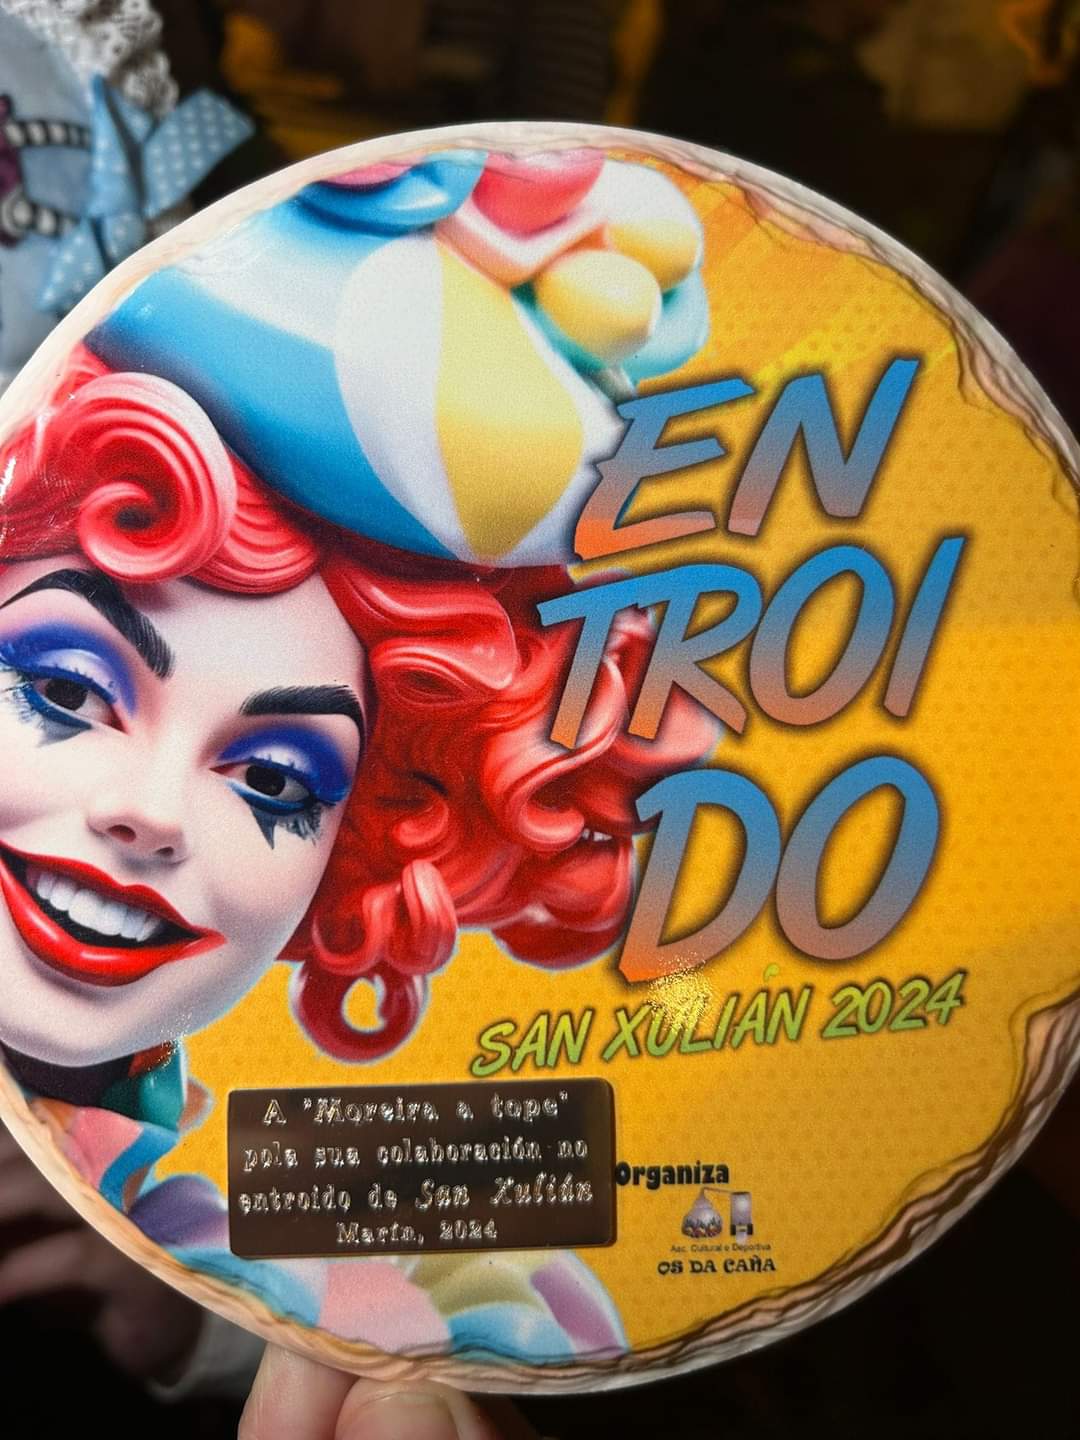 EN
TROI
DO
SAN XULIÁN 2024
A "Moreira a tope"
pola sua colaboración no
entroido de San Xulián
Marín, 2024
Organiza
Asc. Cultural e Deportiva
OS DA CAÑA